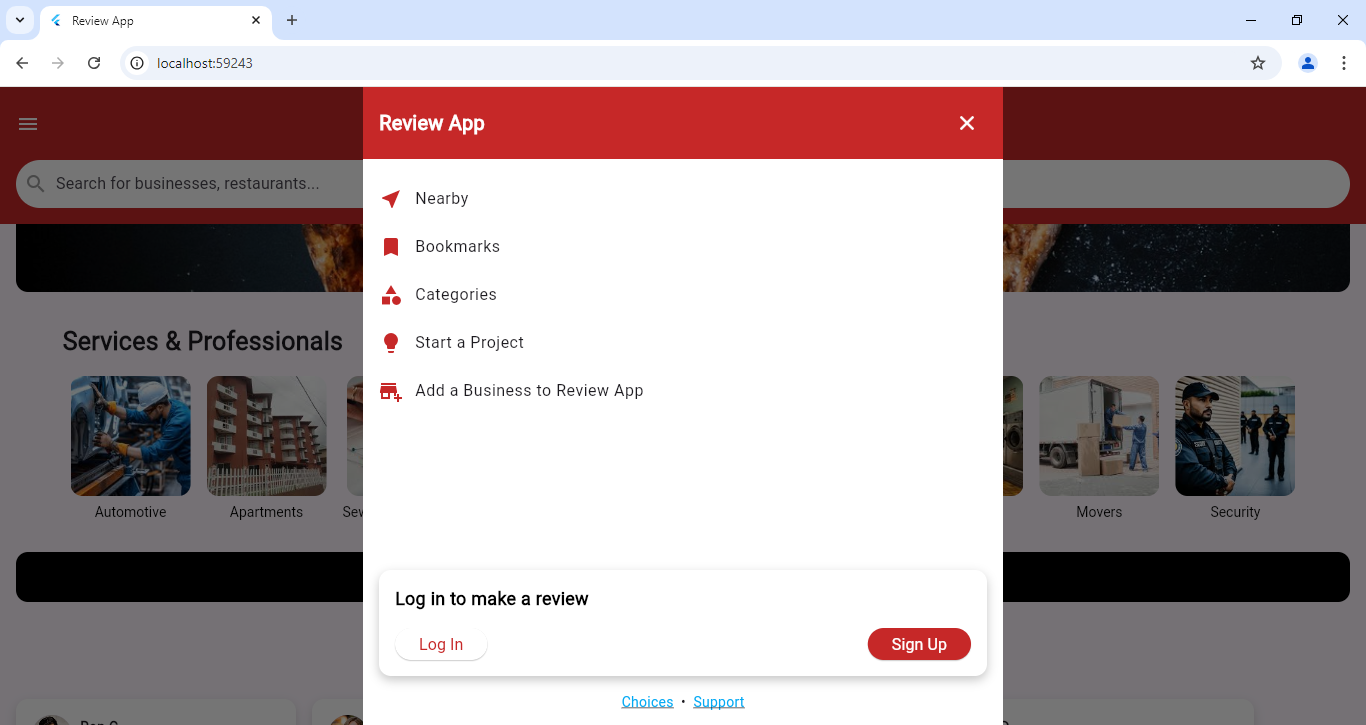 Review App
localhost:59243
Review App
Search for businesses, restaurants...
Nearby
Bookmarks
Categories
Start a Project
Add a Business to Review App
Services & Professionals
Automotive
Apartments
Movers
Security
Log in to make a review
Log In
Sign Up
Choices • Support